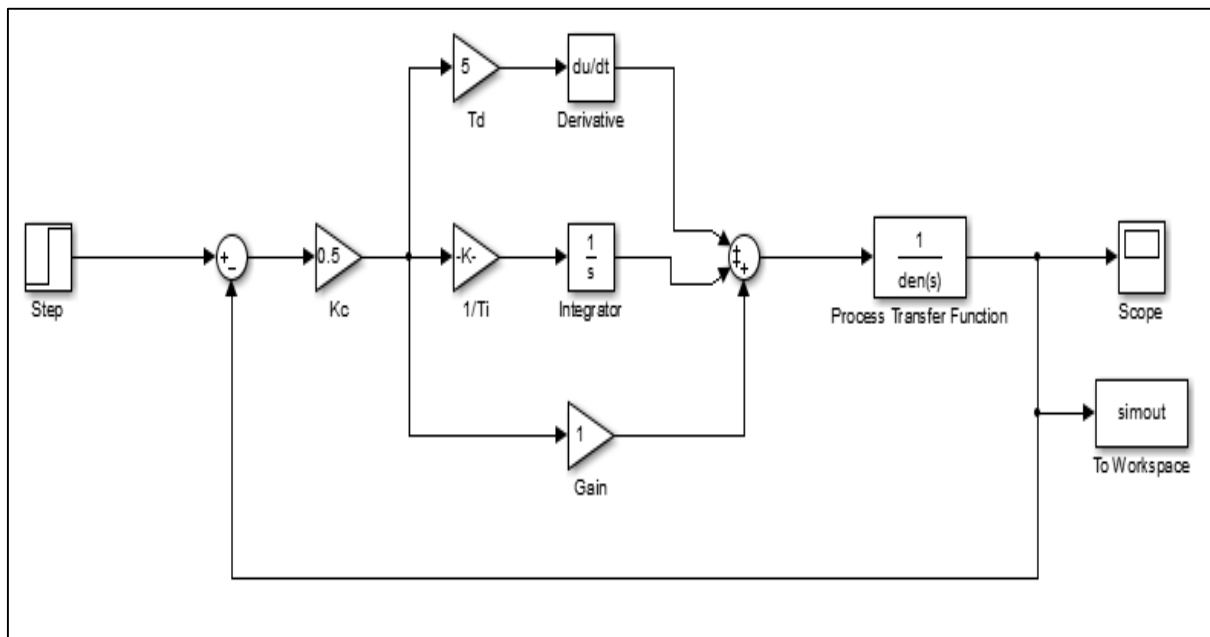 5
du/dt
Td
Derivative
+
-
0.5
-K-
1
s
+
+
+
1
den(s)
Step
Kc
1/Ti
Integrator
Process Transfer Function
Scope
1
Gain
simout
To Workspace